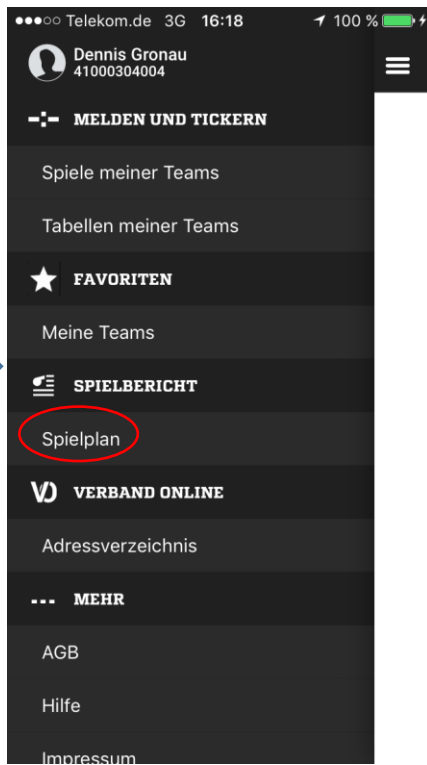 Telekom.de 3G 16:18 100 %
Dennis Gronau
41000304004
MELDEN UND TICKERN
Spiele meiner Teams
Tabellen meiner Teams
FAVORITEN
Meine Teams
SPIELBERICHT
Spielplan
VERBAND ONLINE
Adressverzeichnis
MEHR
AGB
Hilfe
Impressum